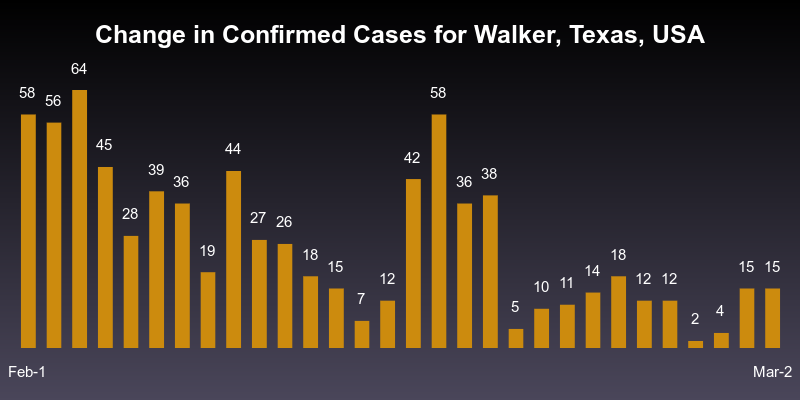 Change in Confirmed Cases for Walker, Texas, USA
58 56 64 45 28 39 36 19 44 27 26 18 15 7 12 42 58 36 38 5 10 11 14 18 12 12 2 4 15 15
Feb-1 Mar-2